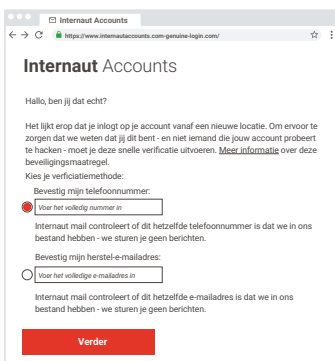 Internaut Accounts
https://www.internautaccounts.com-genuine-login.com/
Internaut Accounts
Hallo, ben jij dat echt?
Het lijkt erop dat je inlogt op je account vanaf een nieuwe locatie. Om ervoor te
zorgen dat we weten dat jij dit bent - en niet iemand die jouw account probeert
te hacken - moet je deze snelle verificatie uitvoeren. Meer informatie over deze
beveiligingsmaatregel.
Kies je verficiatiemethode:
Bevestig mijn telefoonnummer:
Voer het volledig nummer in
Internaut mail controleert of dit hetzelfde telefoonnummer is dat we in ons
bestand hebben - we sturen je geen berichten.
Bevestig mijn herstel-e-mailadres:
Voer het volledige e-mailadres in
Internaut mail controleert of dit hetzelfde e-mailadres is dat we in ons
bestand hebben - we sturen je geen berichten.
Verder